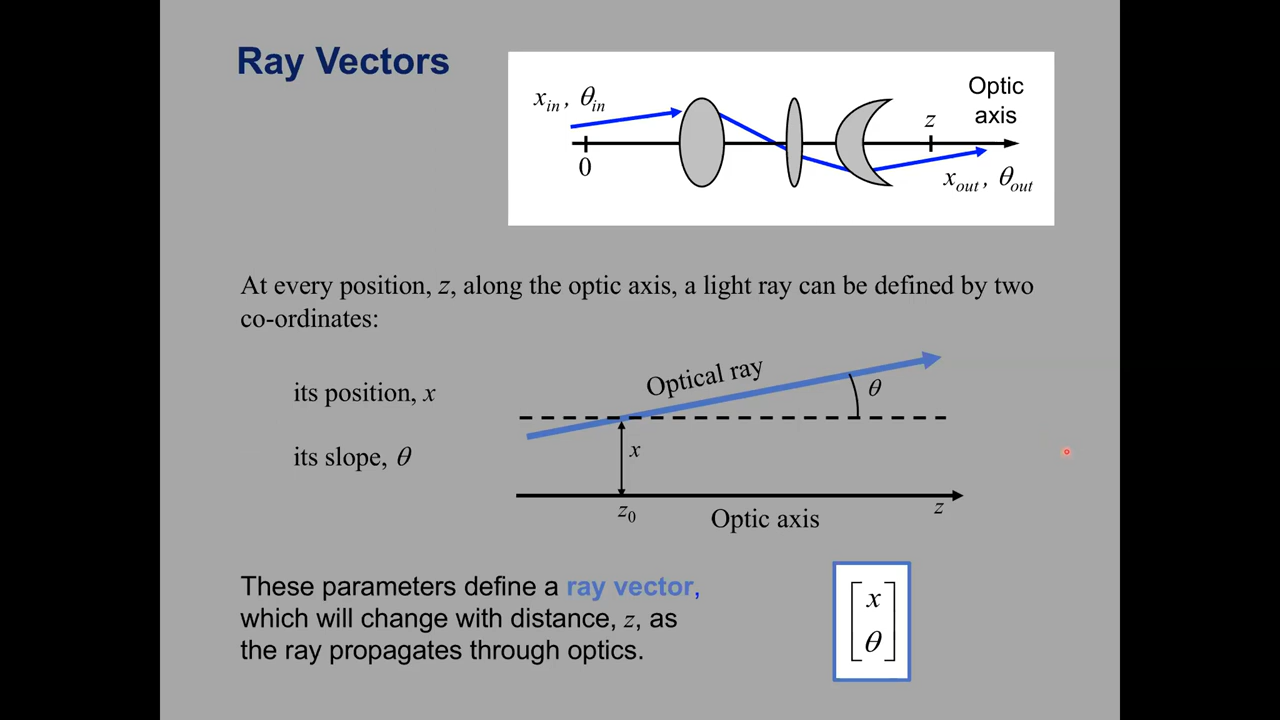 Ray Vectors
x_in, θ_in
Optic
axis
z
0
x_out, θ_out
At every position, z, along the optic axis, a light ray can be defined by two
co-ordinates:
its position, x
its slope, θ
Optical ray
θ
x
z_0
Optic axis
z
These parameters define a ray vector,
which will change with distance, z, as
the ray propagates through optics.
x
θ